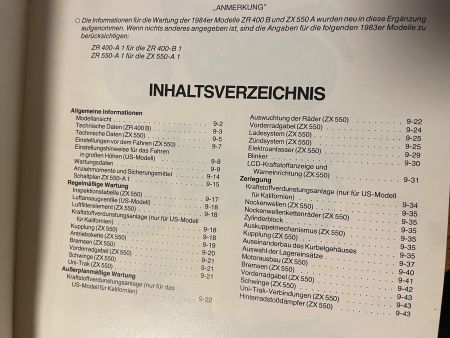 „ANMERKUNG"
○ Die Informationen für die Wartung der 1984er Modelle ZR 400 B und ZX 550 A wurden neu in diese Ergänzung
aufgenommen. Wenn nichts anderes angegeben ist, sind die Angaben für die folgenden 1983er Modelle zu
berücksichtigen:
ZR 400-A 1 für die ZR 400-B 1
ZR 550-A 1 für die ZX 550-A 1
INHALTSVERZEICHNIS
Allgemeine Informationen
Modellansicht 9-2
Technische Daten (ZR 400 B) 9-3
Technische Daten (ZX 550) 9-5
Einstellungen vor dem Fahren (ZX 550) 9-7
Einstellungshinweise für das Fahren
in großen Höhen (US-Modell) 9-8
Wartungsdaten 9-9
Anziehmomente und Sicherungsmittel 9-14
Schaltplan ZX 550-A 1 9-15
Regelmäßige Wartung
Inspektionstabelle (ZX 550) 9-17
Luftansaugventile (US-Modell) 9-17
Luftfilterelement (ZX 550) 9-18
Kraftstoffverdunstungsanlage (nur für US-Modell
für Kalifornien) 9-18
Kupplung (ZX 550) 9-18
Antriebskette (ZX 550) 9-19
Bremsen (ZX 550) 9-20
Vorderradgabel (ZX 550) 9-21
Schwinge (ZX 550) 9-21
Uni-Trak (ZX 550) 9-21
Außerplanmäßige Wartung
Kraftstoffverdunstungsanlage (nur für das
US-Modell für Kalifornien) 9-22
Auswuchtung der Räder (ZX 550) 9-22
Vorderradgabel (ZX 550) 9-24
Ladesystem (ZX 550) 9-25
Zündsystem (ZX 550) 9-25
Elektroanlasser (ZX 550) 9-29
Blinker 9-30
LCD-Kraftstoffanzeige und
Warneinrichtung (ZX 550) 9-31
Zerlegung
Kraftstoffverdunstungsanlage (nur für US-Modell
für Kalifornien) 9-34
Nockenwellen (ZX 550) 9-35
Nockenwellenkettenräder (ZX 550) 9-35
Zylinderblock 9-35
Auskuppelmechanismus (ZX 550) 9-35
Kupplung (ZX 550) 9-35
Auseinanderbau des Kurbelgehäuses 9-35
Auswahl der Lagereinsätze 9-35
Motorausbau (ZX 550) 9-37
Bremsen (ZX 550) 9-40
Vorderradgabel (ZX 550) 9-41
Schwinge (ZX 550) 9-42
Uni-Trak-Verbindungen (ZX 550) 9-43
Hinterradstoßdämpfer (ZX 550) 9-43
9-43